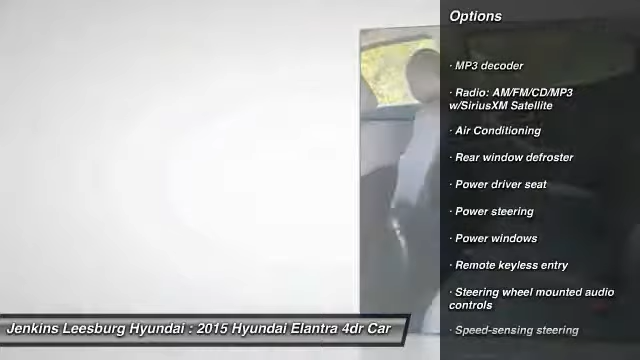 Options
· MP3 decoder
· Radio: AM/FM/CD/MP3
w/SiriusXM Satellite
· Air Conditioning
· Rear window defroster
· Power driver seat
· Power steering
· Power windows
· Remote keyless entry
· Steering wheel mounted audio
controls
· Speed-sensing steering
Jenkins Leesburg Hyundai : 2015 Hyundai Elantra 4dr Car